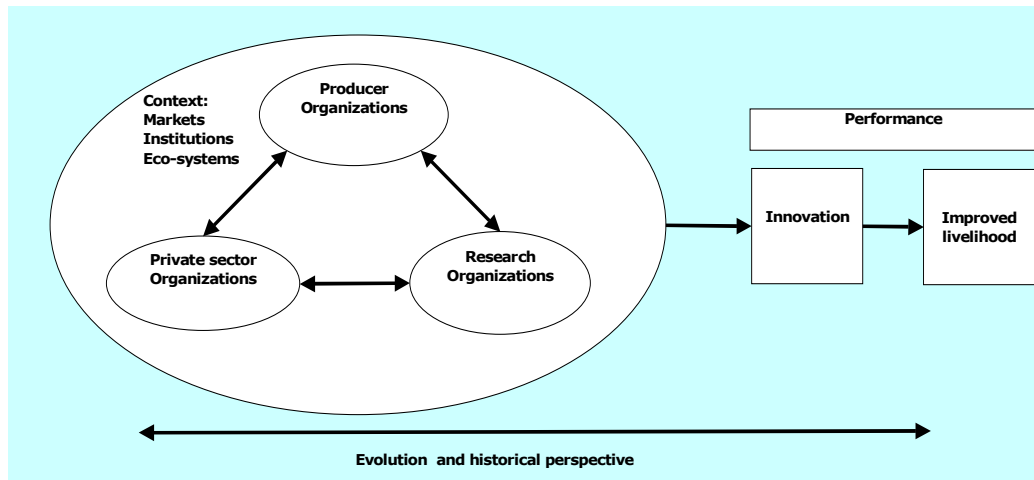 Context:
Markets
Institutions
Eco-systems
Producer
Organizations
Private sector
Organizations
Research
Organizations
Performance
Innovation
Improved
livelihood
Evolution and historical perspective